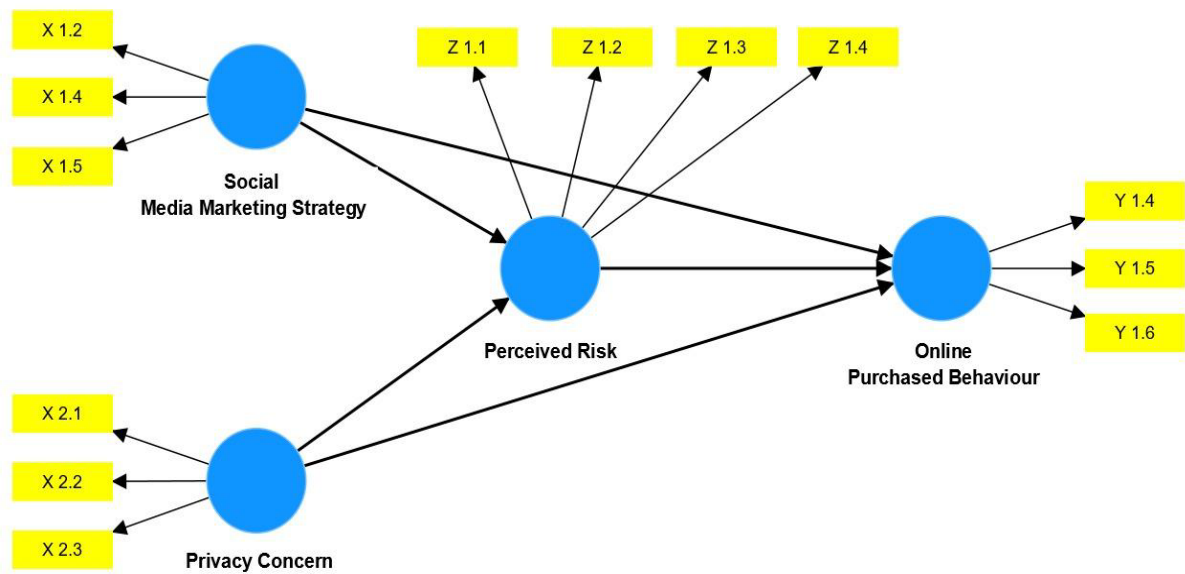 X 1.2
X 1.4
X 1.5
Social
Media Marketing Strategy
Z 1.1
Z 1.2
Z 1.3
Z 1.4
Perceived Risk
Y 1.4
Y 1.5
Y 1.6
Online
Purchased Behaviour
X 2.1
X 2.2
X 2.3
Privacy Concern